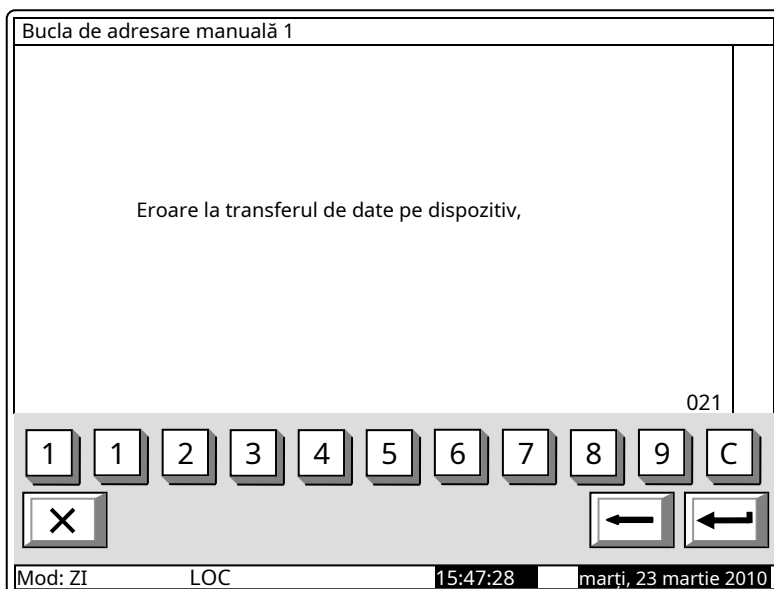 Bucla de adresare manuală 1
Eroare la transferul de date pe dispozitiv,
021
1 1 2 3 4 5 6 7 8 9 C
Mod: ZI LOC 15:47:28 marți, 23 martie 2010